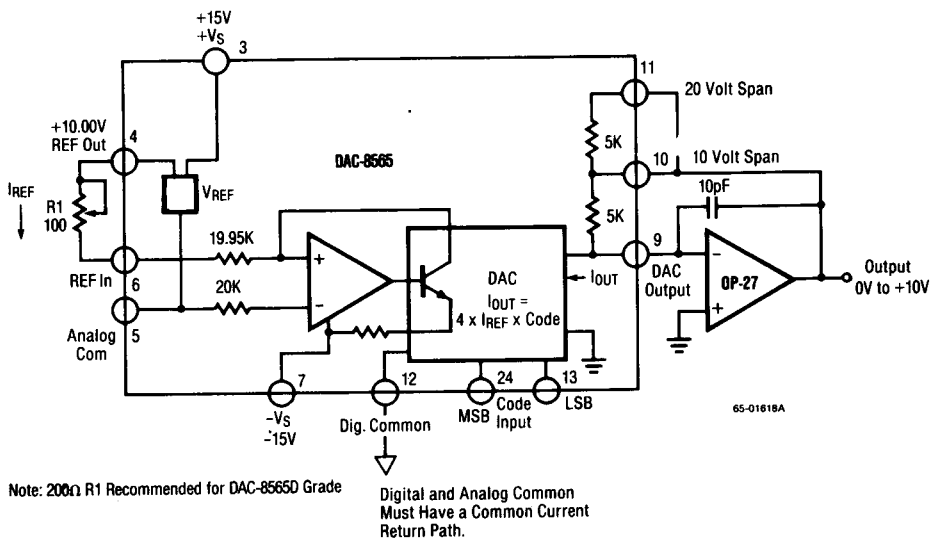 +15V
+VS
3
11
20 Volt Span
+10.00V
REF Out
4
5K
DAC-8565
10
10 Volt Span
IREF
VREF
10pF
R1
100
5K
19.95K
9
+
DAC
IOUT =
4 x IREF x Code
IOUT
DAC
Output
−
OP-27
+
Output
0V to +10V
REF In
6
20K
−
Analog
Com
5
7
12
24
13
MSB
Code
Input
LSB
65-01618A
−VS
−15V
Dig. Common
Note: 200Ω R1 Recommended for DAC-8565D Grade
Digital and Analog Common
Must Have a Common Current
Return Path.